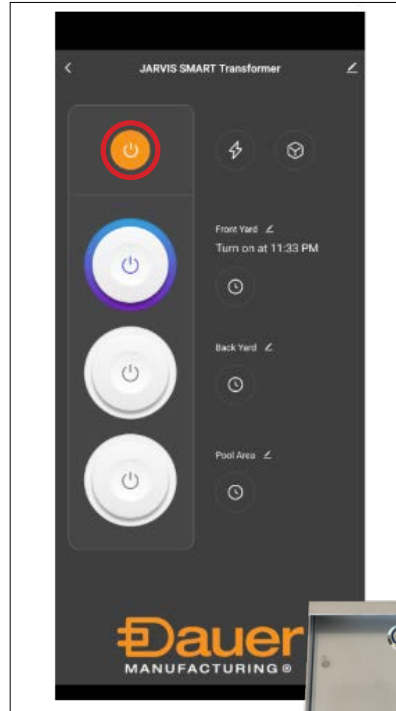 JARVIS SMART Transformer
Front Yard
Turn on at 11:33 PM
Back Yard
Pool Area
Dauer
MANUFACTURING®